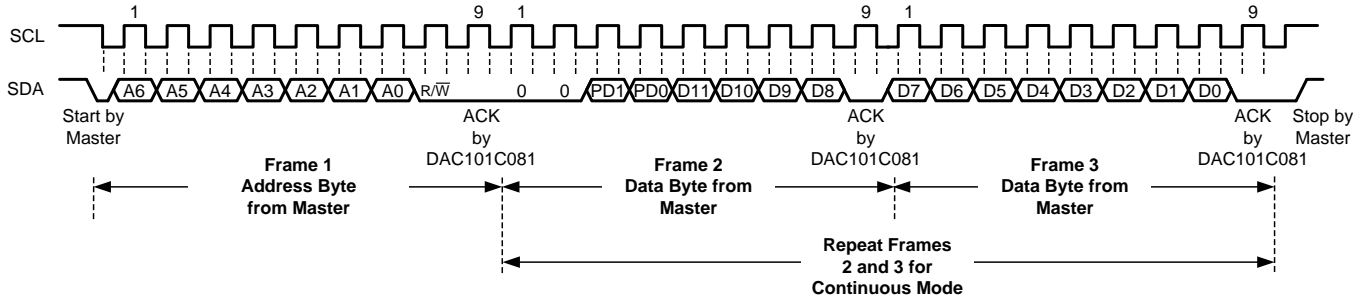 1 9 1 9 1 9
SCL
SDA A6 A5 A4 A3 A2 A1 A0 R/W 0 0 PD1 PD0 D11 D10 D9 D8 D7 D6 D5 D4 D3 D2 D1 D0
Start by
Master
ACK
by
DAC101C081
ACK
by
DAC101C081
ACK
by
DAC101C081
Stop by
Master
Frame 1
Address Byte
from Master
Frame 2
Data Byte from
Master
Frame 3
Data Byte from
Master
Repeat Frames
2 and 3 for
Continuous Mode